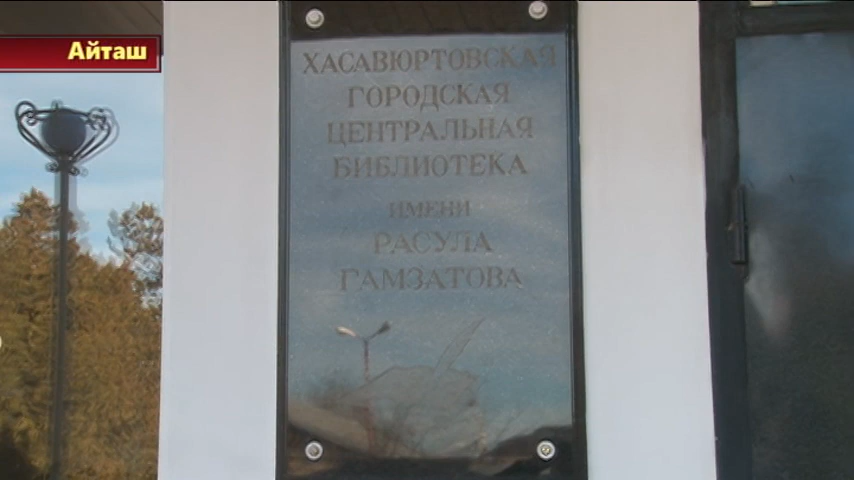 Айташ
ХАСАВЮРТОВСКАЯ
ГОРОДСКАЯ
ЦЕНТРАЛЬНАЯ
БИБЛИОТЕКА
ИМЕНИ
РАСУЛА
ГАМЗАТОВА